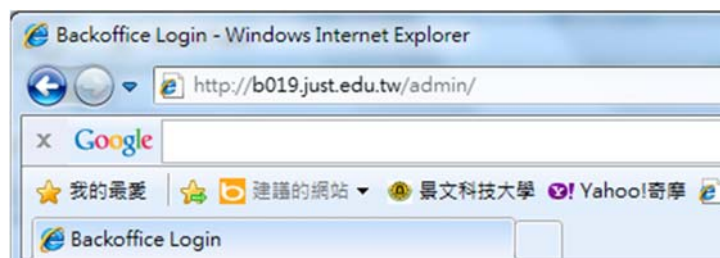 Backoffice Login - Windows Internet Explorer
http://b019.just.edu.tw/admin/
x Google
我的最愛 建議的網站 景文科技大學 Yahoo!奇摩
Backoffice Login